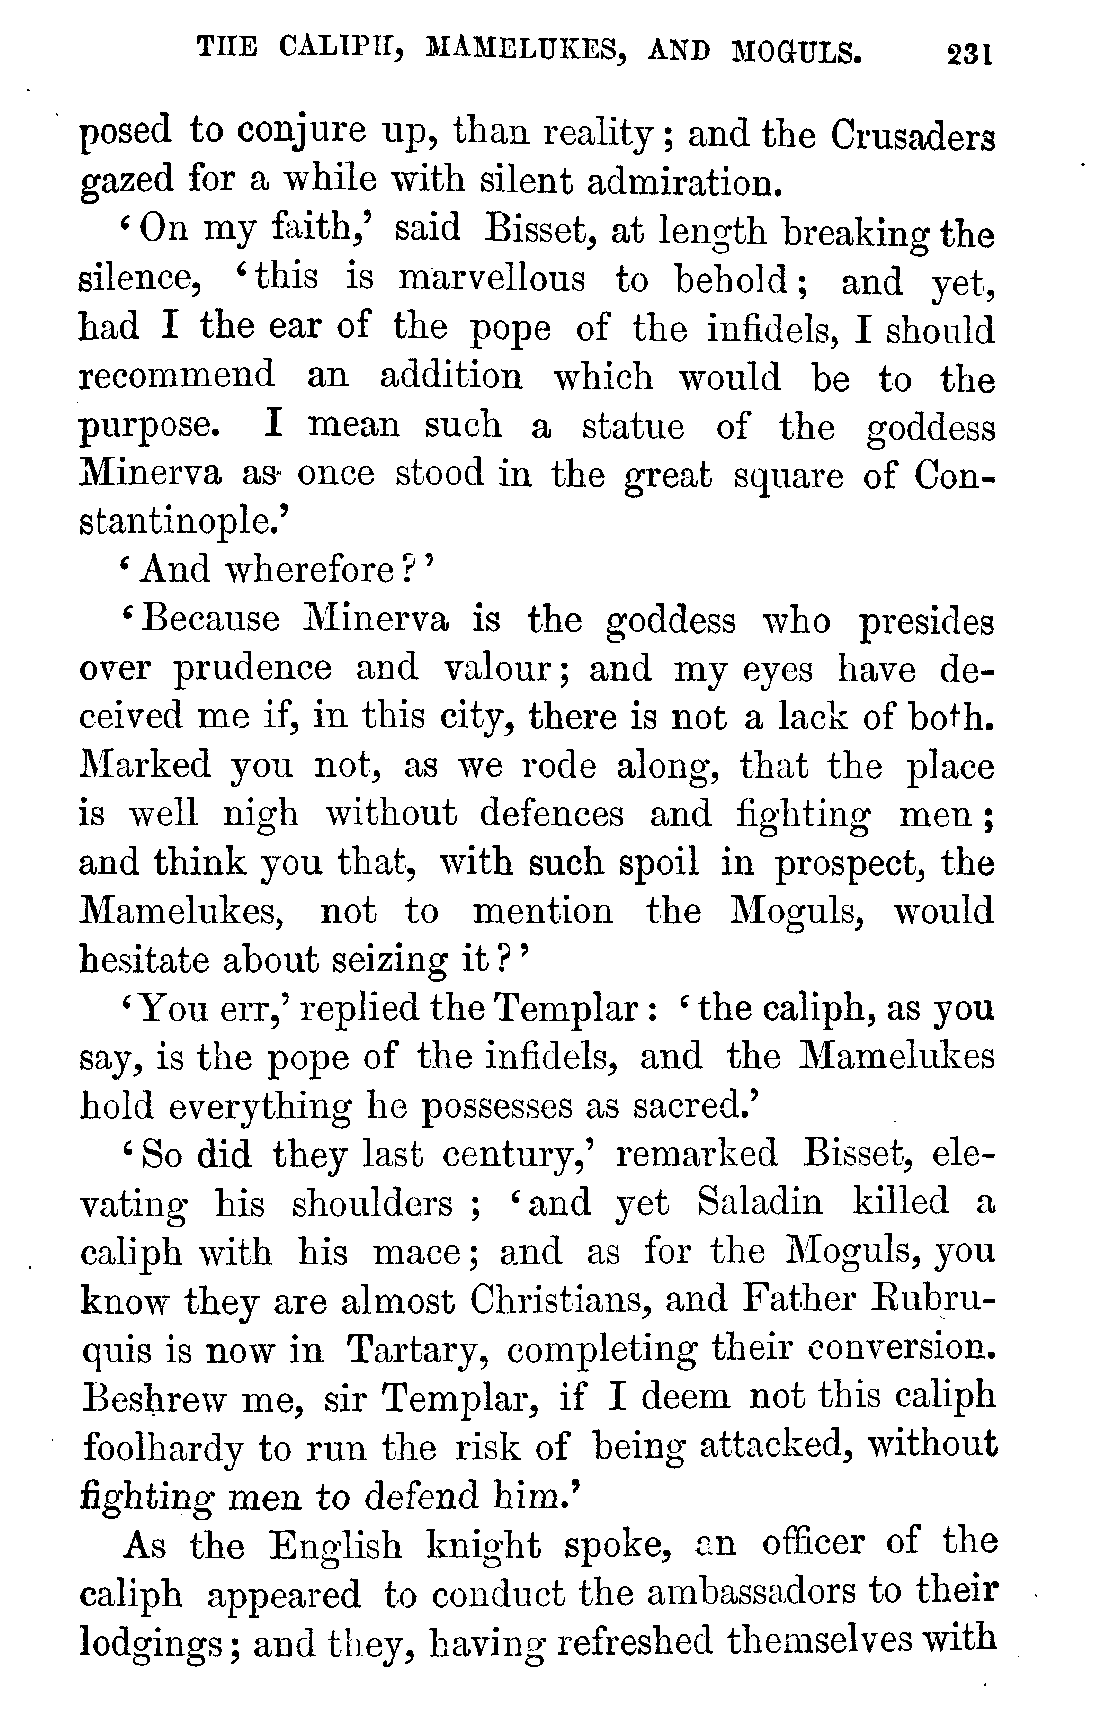 THE CALIPH, MAMELUKES, AND MOGULS. 231
posed to conjure up, than reality; and the Crusaders
gazed for a while with silent admiration.
‘On my faith,’ said Bisset, at length breaking the
silence, ‘this is marvellous to behold; and yet,
had I the ear of the pope of the infidels, I should
recommend an addition which would be to the
purpose. I mean such a statue of the goddess
Minerva as once stood in the great square of Con-
stantinople.’
‘And wherefore?’
‘Because Minerva is the goddess who presides
over prudence and valour; and my eyes have de-
ceived me if, in this city, there is not a lack of both.
Marked you not, as we rode along, that the place
is well nigh without defences and fighting men;
and think you that, with such spoil in prospect, the
Mamelukes, not to mention the Moguls, would
hesitate about seizing it?’
‘You err,’ replied the Templar: ‘the caliph, as you
say, is the pope of the infidels, and the Mamelukes
hold everything he possesses as sacred.’
‘So did they last century,’ remarked Bisset, ele-
vating his shoulders; ‘and yet Saladin killed a
caliph with his mace; and as for the Moguls, you
know they are almost Christians, and Father Rubru-
quis is now in Tartary, completing their conversion.
Beshrew me, sir Templar, if I deem not this caliph
foolhardy to run the risk of being attacked, without
fighting men to defend him.’
As the English knight spoke, an officer of the
caliph appeared to conduct the ambassadors to their
lodgings; and they, having refreshed themselves with